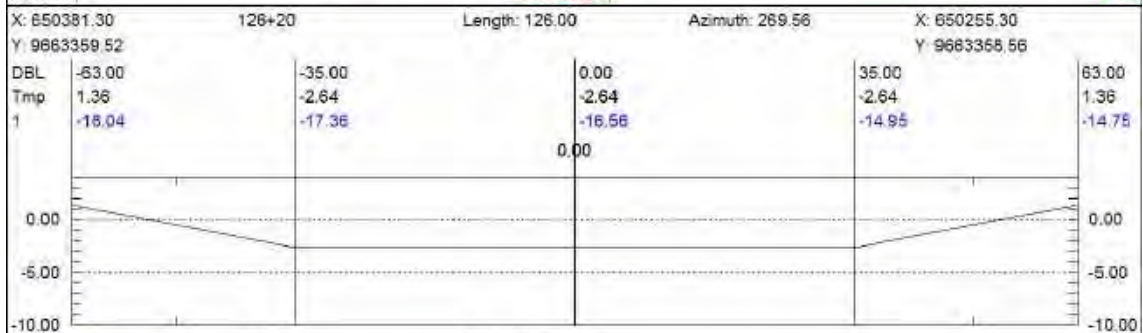 X: 650381.30 126+20 Length: 126.00 Azimuth: 269.56 X: 650255.30
Y: 9663359.52 Y: 9663358.56
DBL -63.00 -35.00 0.00 35.00 63.00
Tmp 1.36 -2.64 -2.64 -2.64 1.36
1 -18.04 -17.36 -16.56 -14.95 -14.75
0.00
0.00 0.00
-5.00 -5.00
-10.00 -10.00